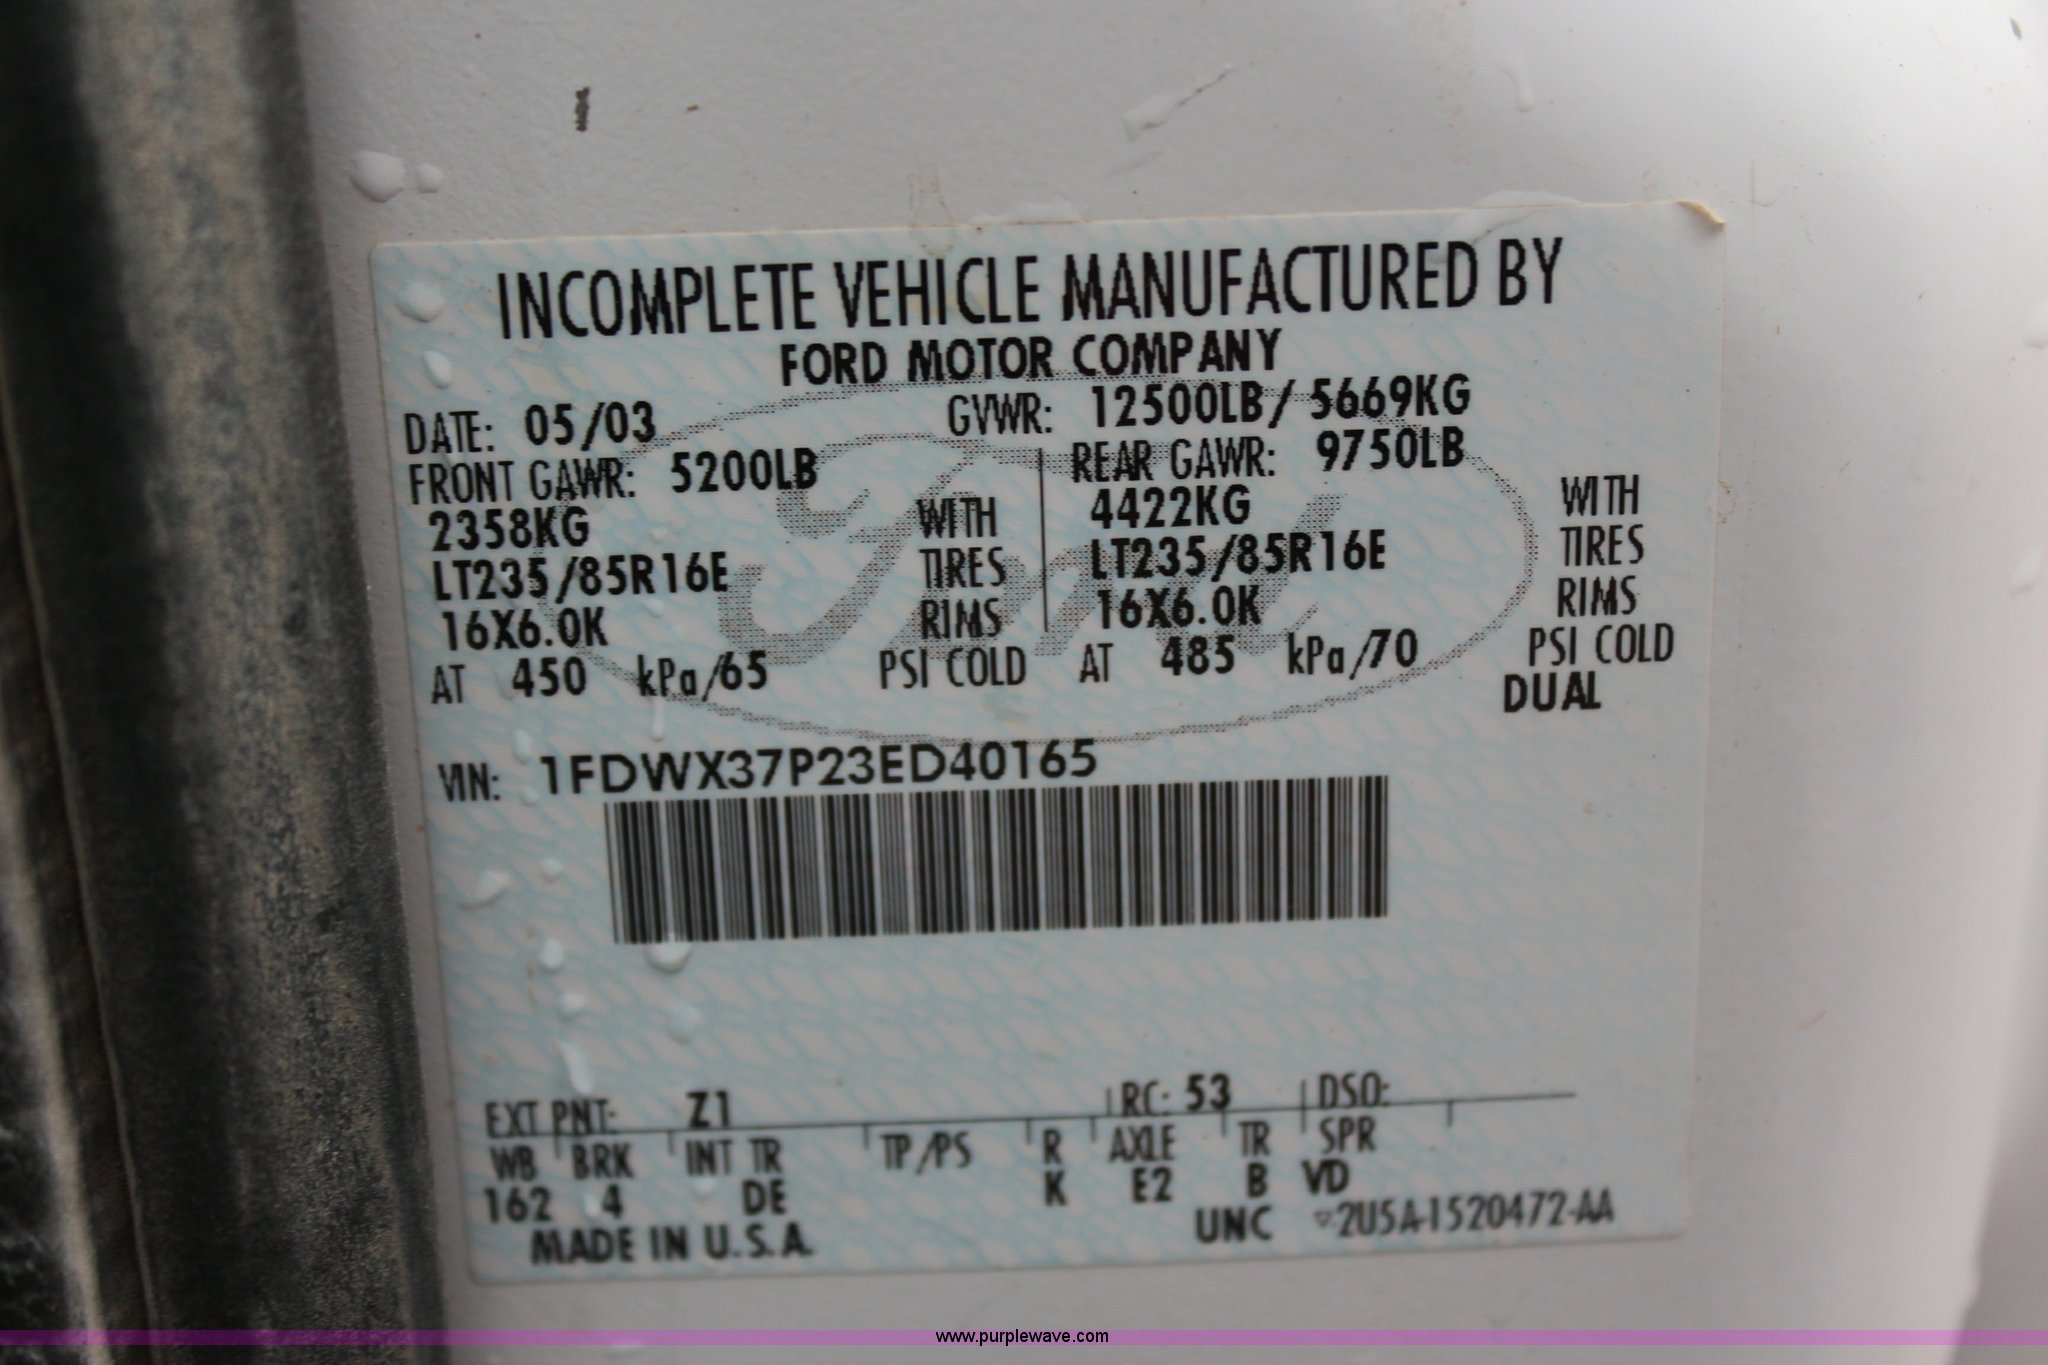 INCOMPLETE VEHICLE MANUFACTURED BY
FORD MOTOR COMPANY
DATE: 05/03 GVWR: 12500LB/ 5669KG
FRONT GAWR: 5200LB REAR GAWR: 9750LB
2358KG WITH 4422KG WITH
LT235/85R16E TIRES LT235/85R16E TIRES
16X6.0K RIMS 16X6.0K RIMS
AT 450 kPa/65 PSI COLD AT 485 kPa/70 PSI COLD
DUAL
VIN: 1FDWX37P23ED40165
EXT PNT: Z1 RC: 53 DSO:
WB BRK INT TR TP/PS R AXLE TR SPR
162 4 DE K E2 B VD
MADE IN U.S.A. UNC ▽2U5A-1520472-AA
Ford
www.purplewave.com